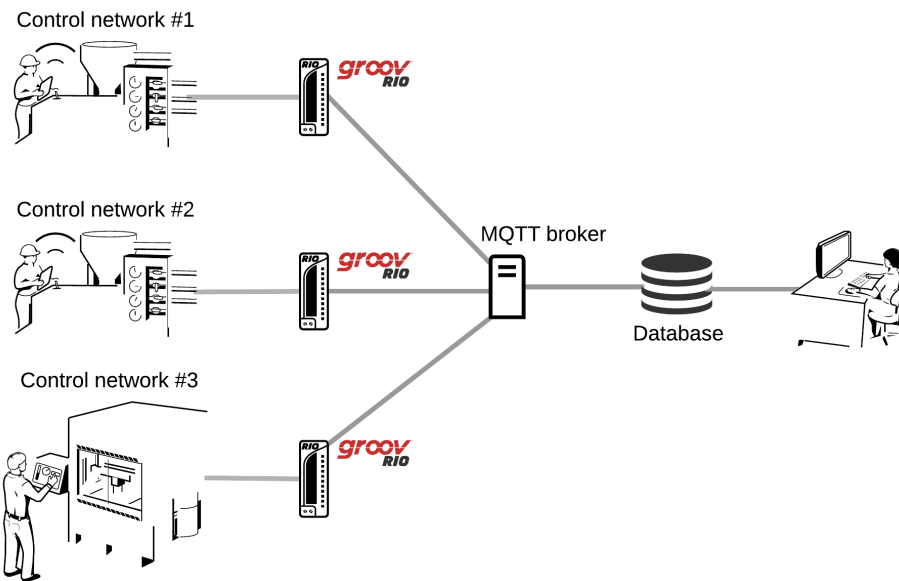 Control network #1
RIO
groov
RIO
Control network #2
RIO
groov
RIO
MQTT broker
Database
Control network #3
RIO
groov
RIO